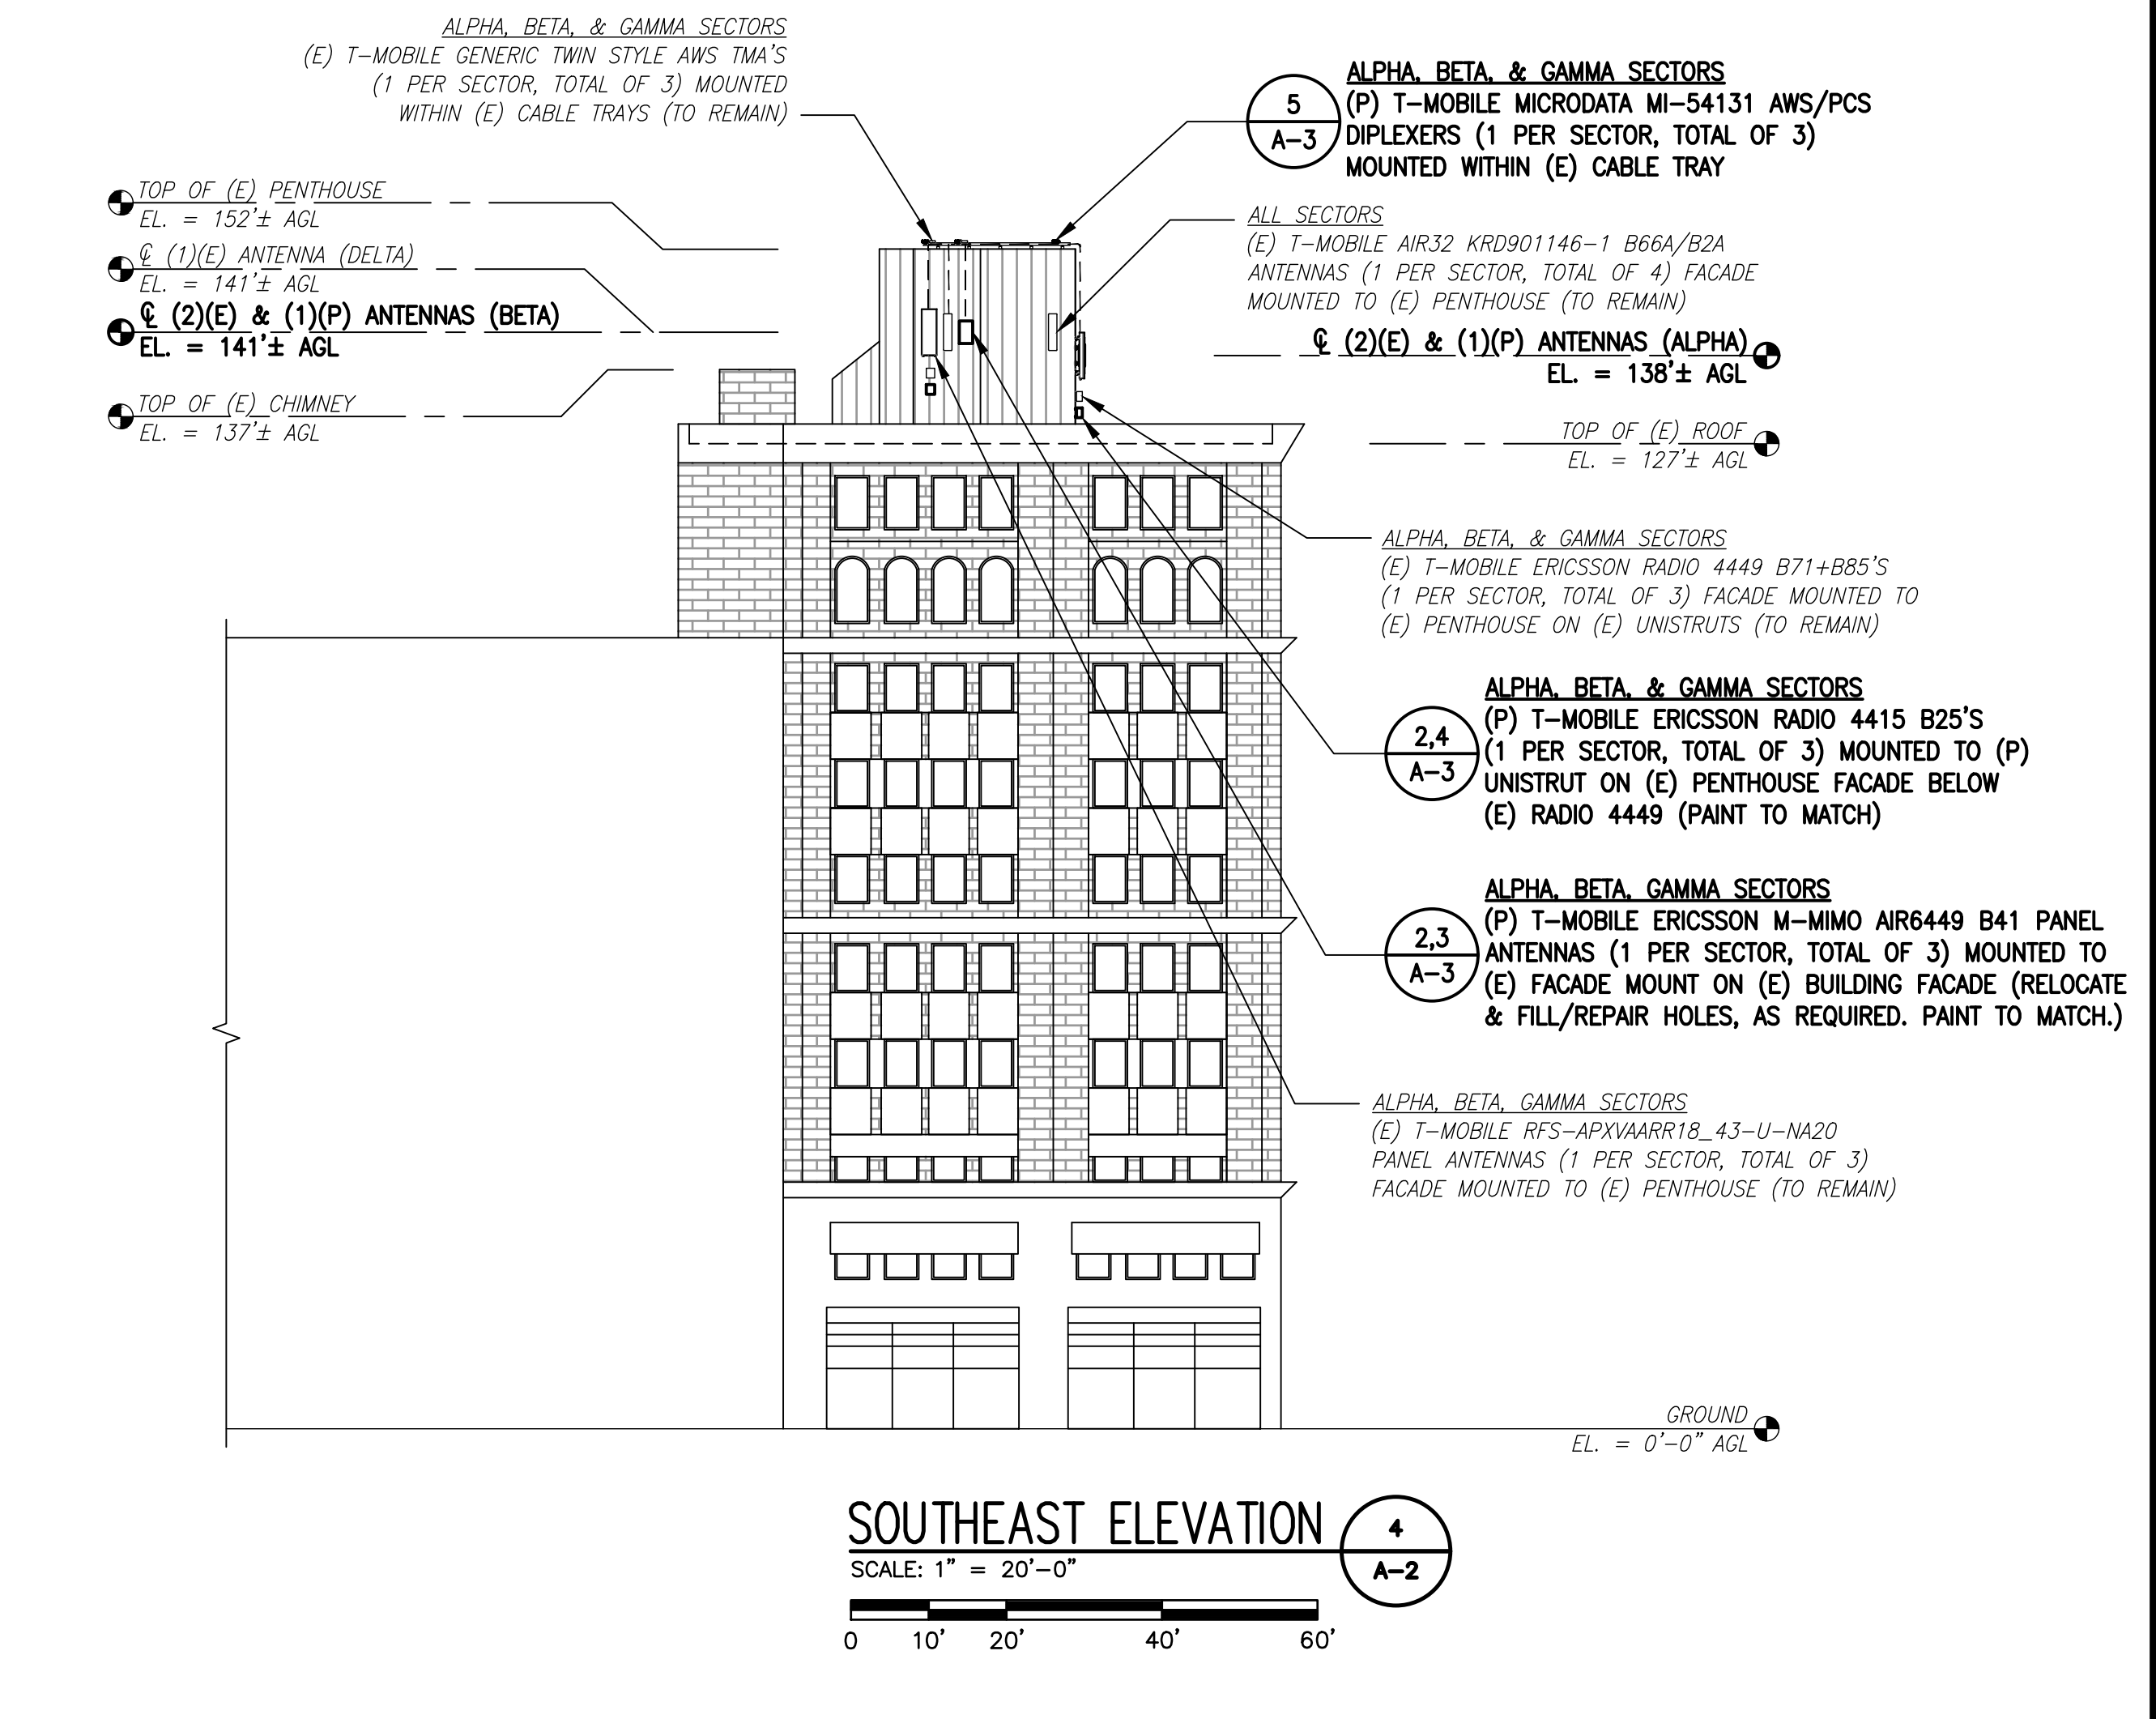 ALPHA, BETA, & GAMMA SECTORS
(E) T-MOBILE GENERIC TWIN STYLE AWS TMA'S
(1 PER SECTOR, TOTAL OF 3) MOUNTED
WITHIN (E) CABLE TRAYS (TO REMAIN)
5
A-3
ALPHA, BETA, & GAMMA SECTORS
(P) T-MOBILE MICRODATA MI-54131 AWS/PCS
DIPLEXERS (1 PER SECTOR, TOTAL OF 3)
MOUNTED WITHIN (E) CABLE TRAY
TOP OF (E) PENTHOUSE
EL. = 152'± AGL
℄ (1)(E) ANTENNA (DELTA)
EL. = 141'± AGL
℄ (2)(E) & (1)(P) ANTENNAS (BETA)
EL. = 141'± AGL
TOP OF (E) CHIMNEY
EL. = 137'± AGL
ALL SECTORS
(E) T-MOBILE AIR32 KRD901146-1 B66A/B2A
ANTENNAS (1 PER SECTOR, TOTAL OF 4) FACADE
MOUNTED TO (E) PENTHOUSE (TO REMAIN)
℄ (2)(E) & (1)(P) ANTENNAS (ALPHA)
EL. = 138'± AGL
TOP OF (E) ROOF
EL. = 127'± AGL
ALPHA, BETA, & GAMMA SECTORS
(E) T-MOBILE ERICSSON RADIO 4449 B71+B85'S
(1 PER SECTOR, TOTAL OF 3) FACADE MOUNTED TO
(E) PENTHOUSE ON (E) UNISTRUTS (TO REMAIN)
2,4
A-3
ALPHA, BETA, & GAMMA SECTORS
(P) T-MOBILE ERICSSON RADIO 4415 B25'S
(1 PER SECTOR, TOTAL OF 3) MOUNTED TO (P)
UNISTRUT ON (E) PENTHOUSE FACADE BELOW
(E) RADIO 4449 (PAINT TO MATCH)
2,3
A-3
ALPHA, BETA, GAMMA SECTORS
(P) T-MOBILE ERICSSON M-MIMO AIR6449 B41 PANEL
ANTENNAS (1 PER SECTOR, TOTAL OF 3) MOUNTED TO
(E) FACADE MOUNT ON (E) BUILDING FACADE (RELOCATE
& FILL/REPAIR HOLES, AS REQUIRED. PAINT TO MATCH.)
ALPHA, BETA, GAMMA SECTORS
(E) T-MOBILE RFS-APXVAARR18_43-U-NA20
PANEL ANTENNAS (1 PER SECTOR, TOTAL OF 3)
FACADE MOUNTED TO (E) PENTHOUSE (TO REMAIN)
GROUND
EL. = 0'-0" AGL
SOUTHEAST ELEVATION
SCALE: 1" = 20'-0"
4
A-2
0 10' 20' 40' 60'